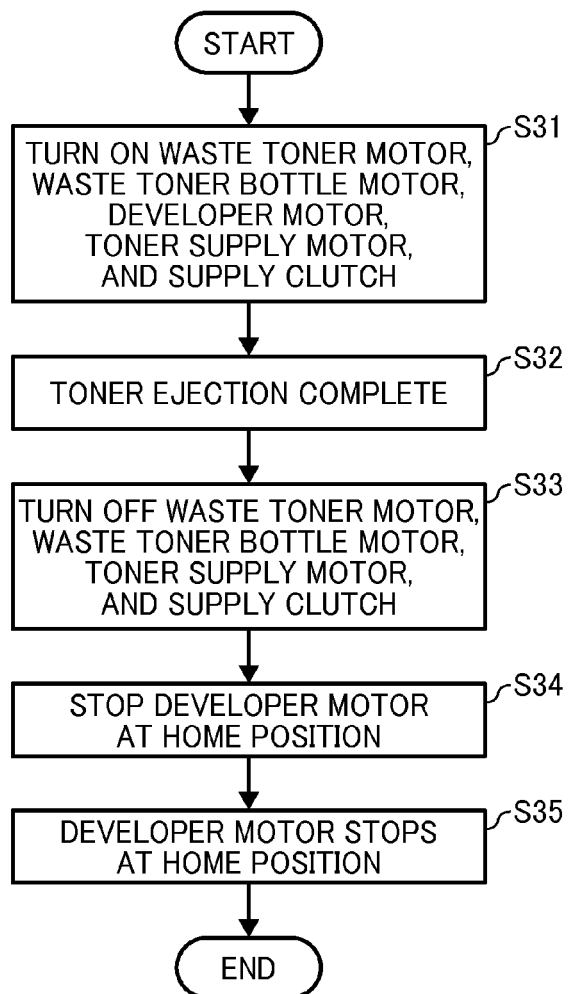 START
S31
TURN ON WASTE TONER MOTOR,
WASTE TONER BOTTLE MOTOR,
DEVELOPER MOTOR,
TONER SUPPLY MOTOR,
AND SUPPLY CLUTCH
S32
TONER EJECTION COMPLETE
S33
TURN OFF WASTE TONER MOTOR,
WASTE TONER BOTTLE MOTOR,
TONER SUPPLY MOTOR,
AND SUPPLY CLUTCH
S34
STOP DEVELOPER MOTOR
AT HOME POSITION
S35
DEVELOPER MOTOR STOPS
AT HOME POSITION
END